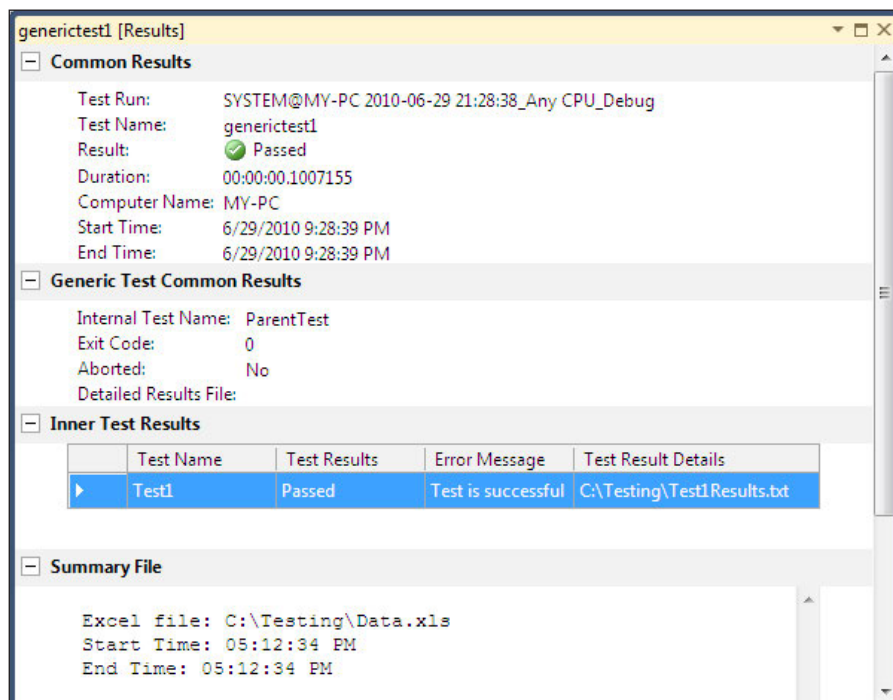 generictest1 [Results]
Common Results
Test Run: SYSTEM@MY-PC 2010-06-29 21:28:38_Any CPU_Debug
Test Name: generictest1
Result: Passed
Duration: 00:00:00.1007155
Computer Name: MY-PC
Start Time: 6/29/2010 9:28:39 PM
End Time: 6/29/2010 9:28:39 PM
Generic Test Common Results
Internal Test Name: ParentTest
Exit Code: 0
Aborted: No
Detailed Results File:
Inner Test Results
Test Name Test Results Error Message Test Result Details
Test1 Passed Test is successful C:\Testing\Test1Results.txt
Summary File
Excel file: C:\Testing\Data.xls
Start Time: 05:12:34 PM
End Time: 05:12:34 PM